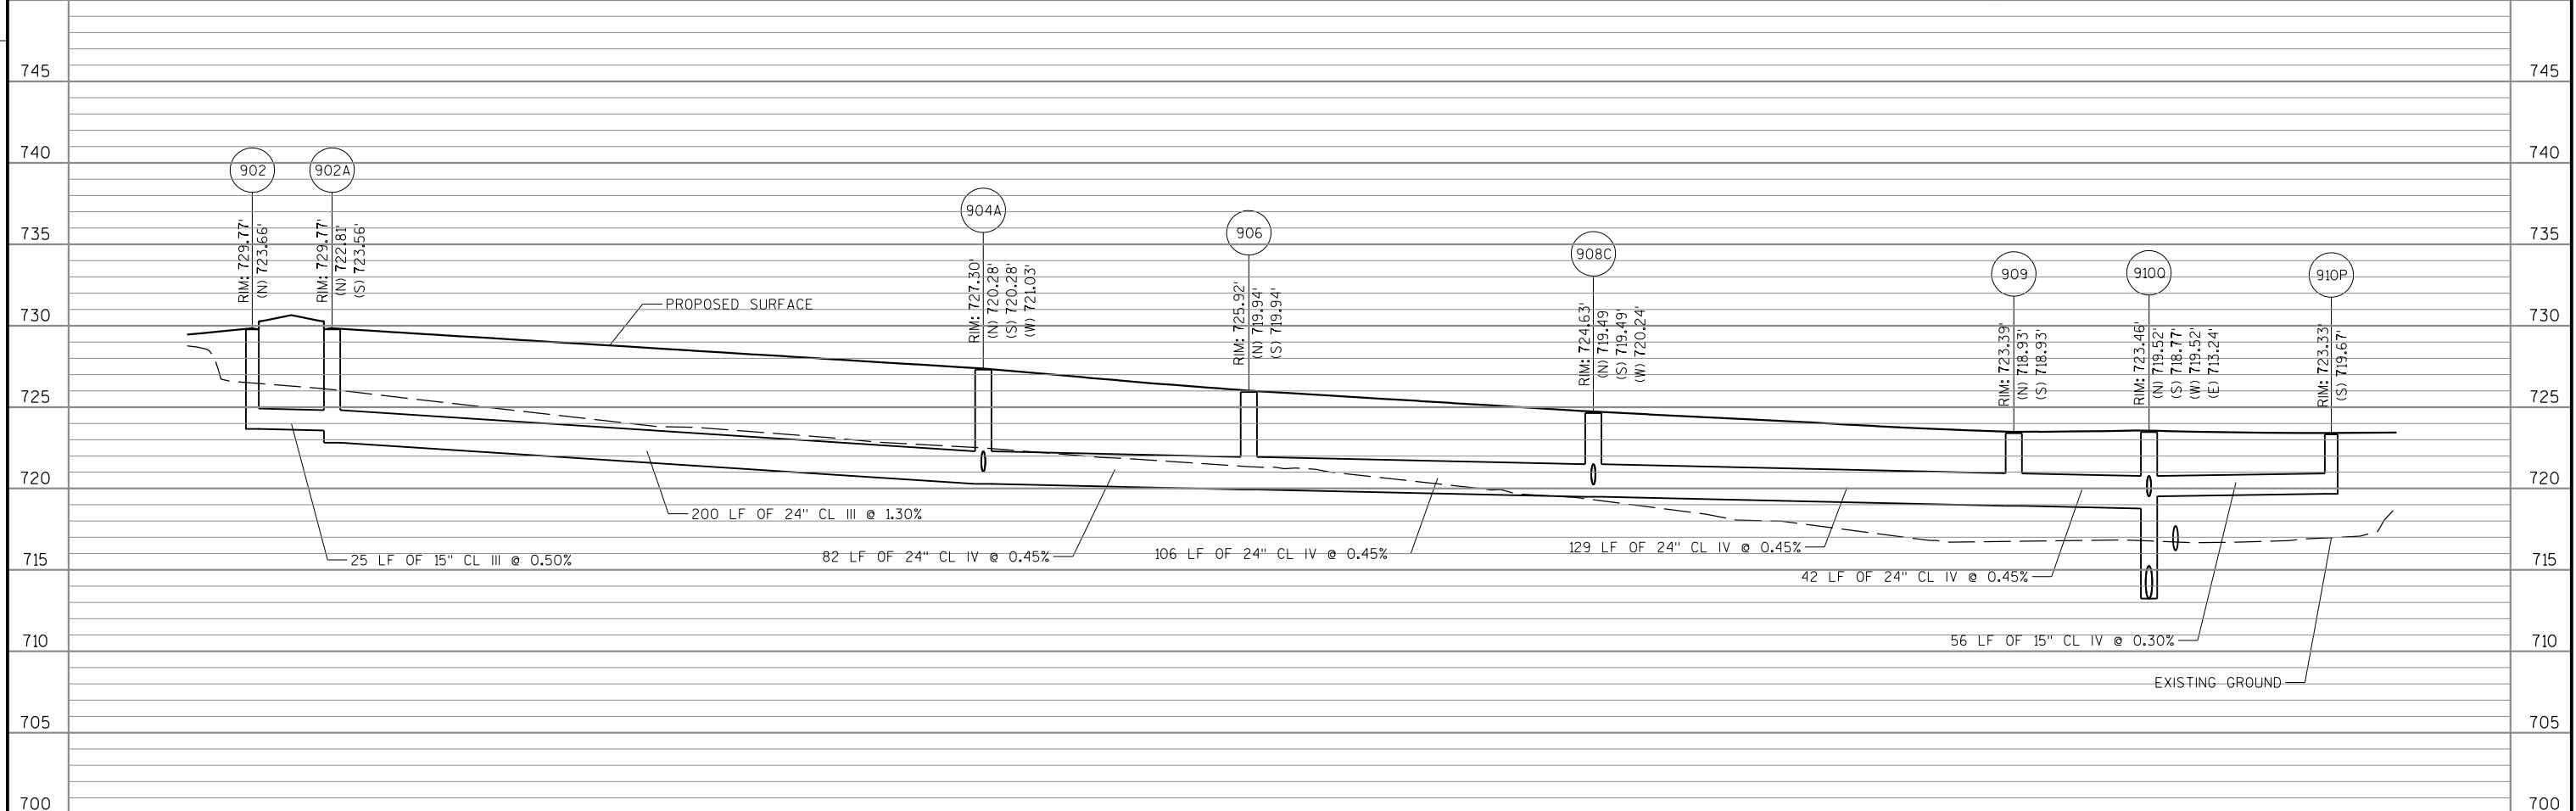 745
745
740
740
902
902A
904A
906
908C
909
910Q
910P
735
735
RIM: 729.77'
(N) 723.66'
RIM: 729.77'
(N) 722.81'
(S) 723.56'
RIM: 727.30'
(N) 720.28'
(S) 720.28'
(W) 721.03'
RIM: 725.92'
(N) 719.94'
(S) 719.94'
RIM: 724.63'
(N) 719.49
(S) 719.49'
(W) 720.24'
RIM: 723.39'
(N) 718.93'
(S) 718.93'
RIM: 723.46'
(N) 719.52'
(S) 718.77'
(W) 719.52'
(E) 713.24'
RIM: 723.33'
(S) 719.67'
PROPOSED SURFACE
730
730
725
725
720
720
200 LF OF 24" CL III @ 1.30%
25 LF OF 15" CL III @ 0.50%
82 LF OF 24" CL IV @ 0.45%
106 LF OF 24" CL IV @ 0.45%
129 LF OF 24" CL IV @ 0.45%
715
715
42 LF OF 24" CL IV @ 0.45%
710
56 LF OF 15" CL IV @ 0.30%
710
EXISTING GROUND
705
705
700
700